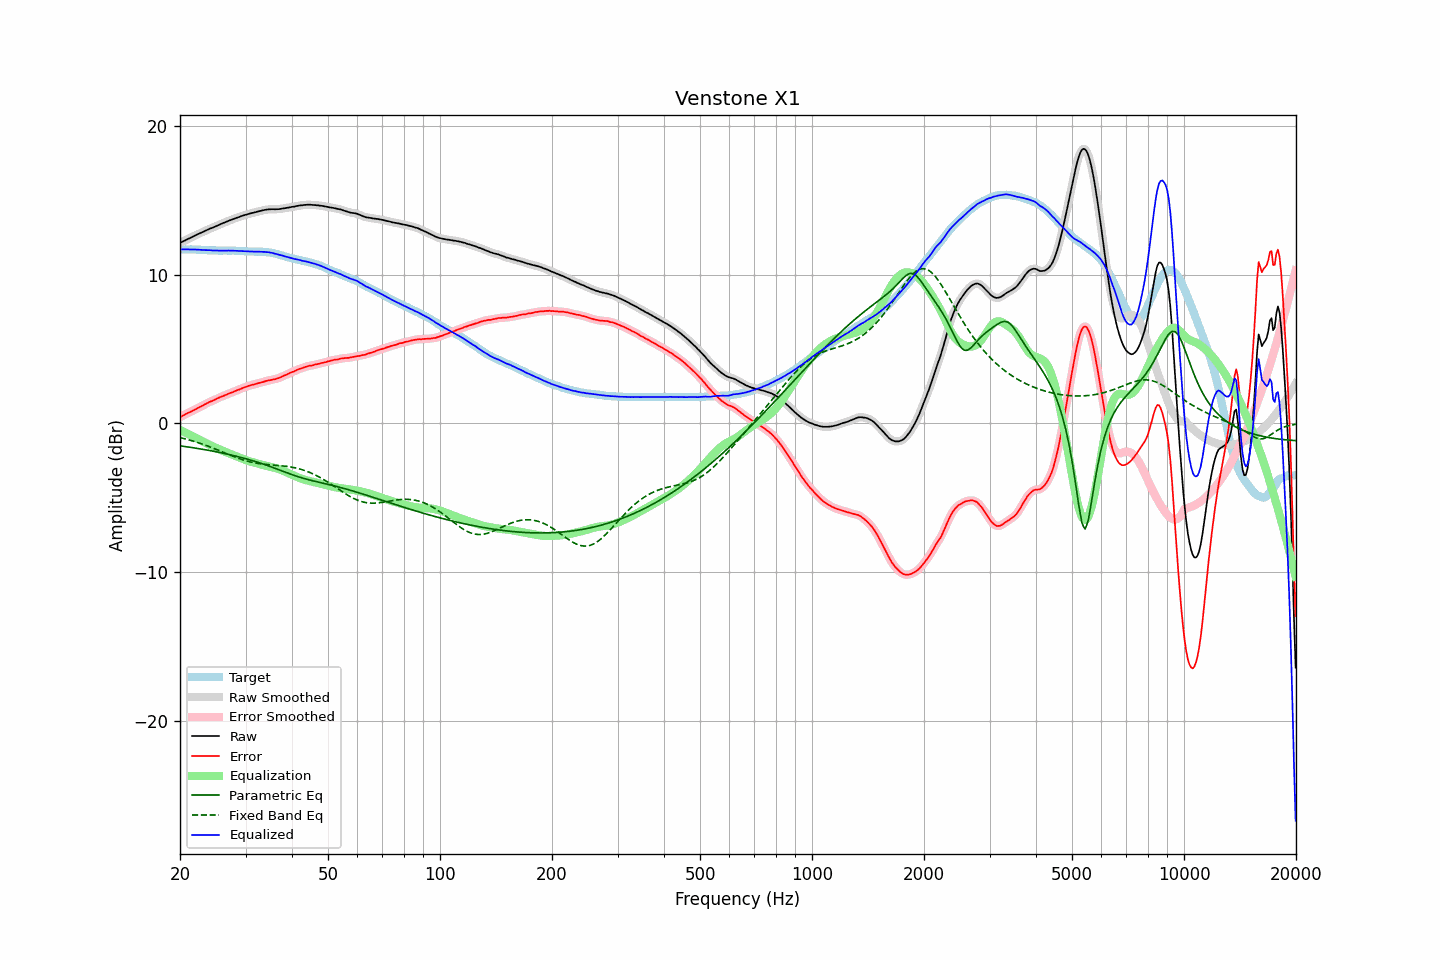 Venstone X1
Amplitude (dBr)
20
10
0
−10
−20
Target
Raw Smoothed
Error Smoothed
Raw
Error
Equalization
Parametric Eq
Fixed Band Eq
Equalized
20 50 100 200 500 1000 2000 5000 10000 20000
Frequency (Hz)